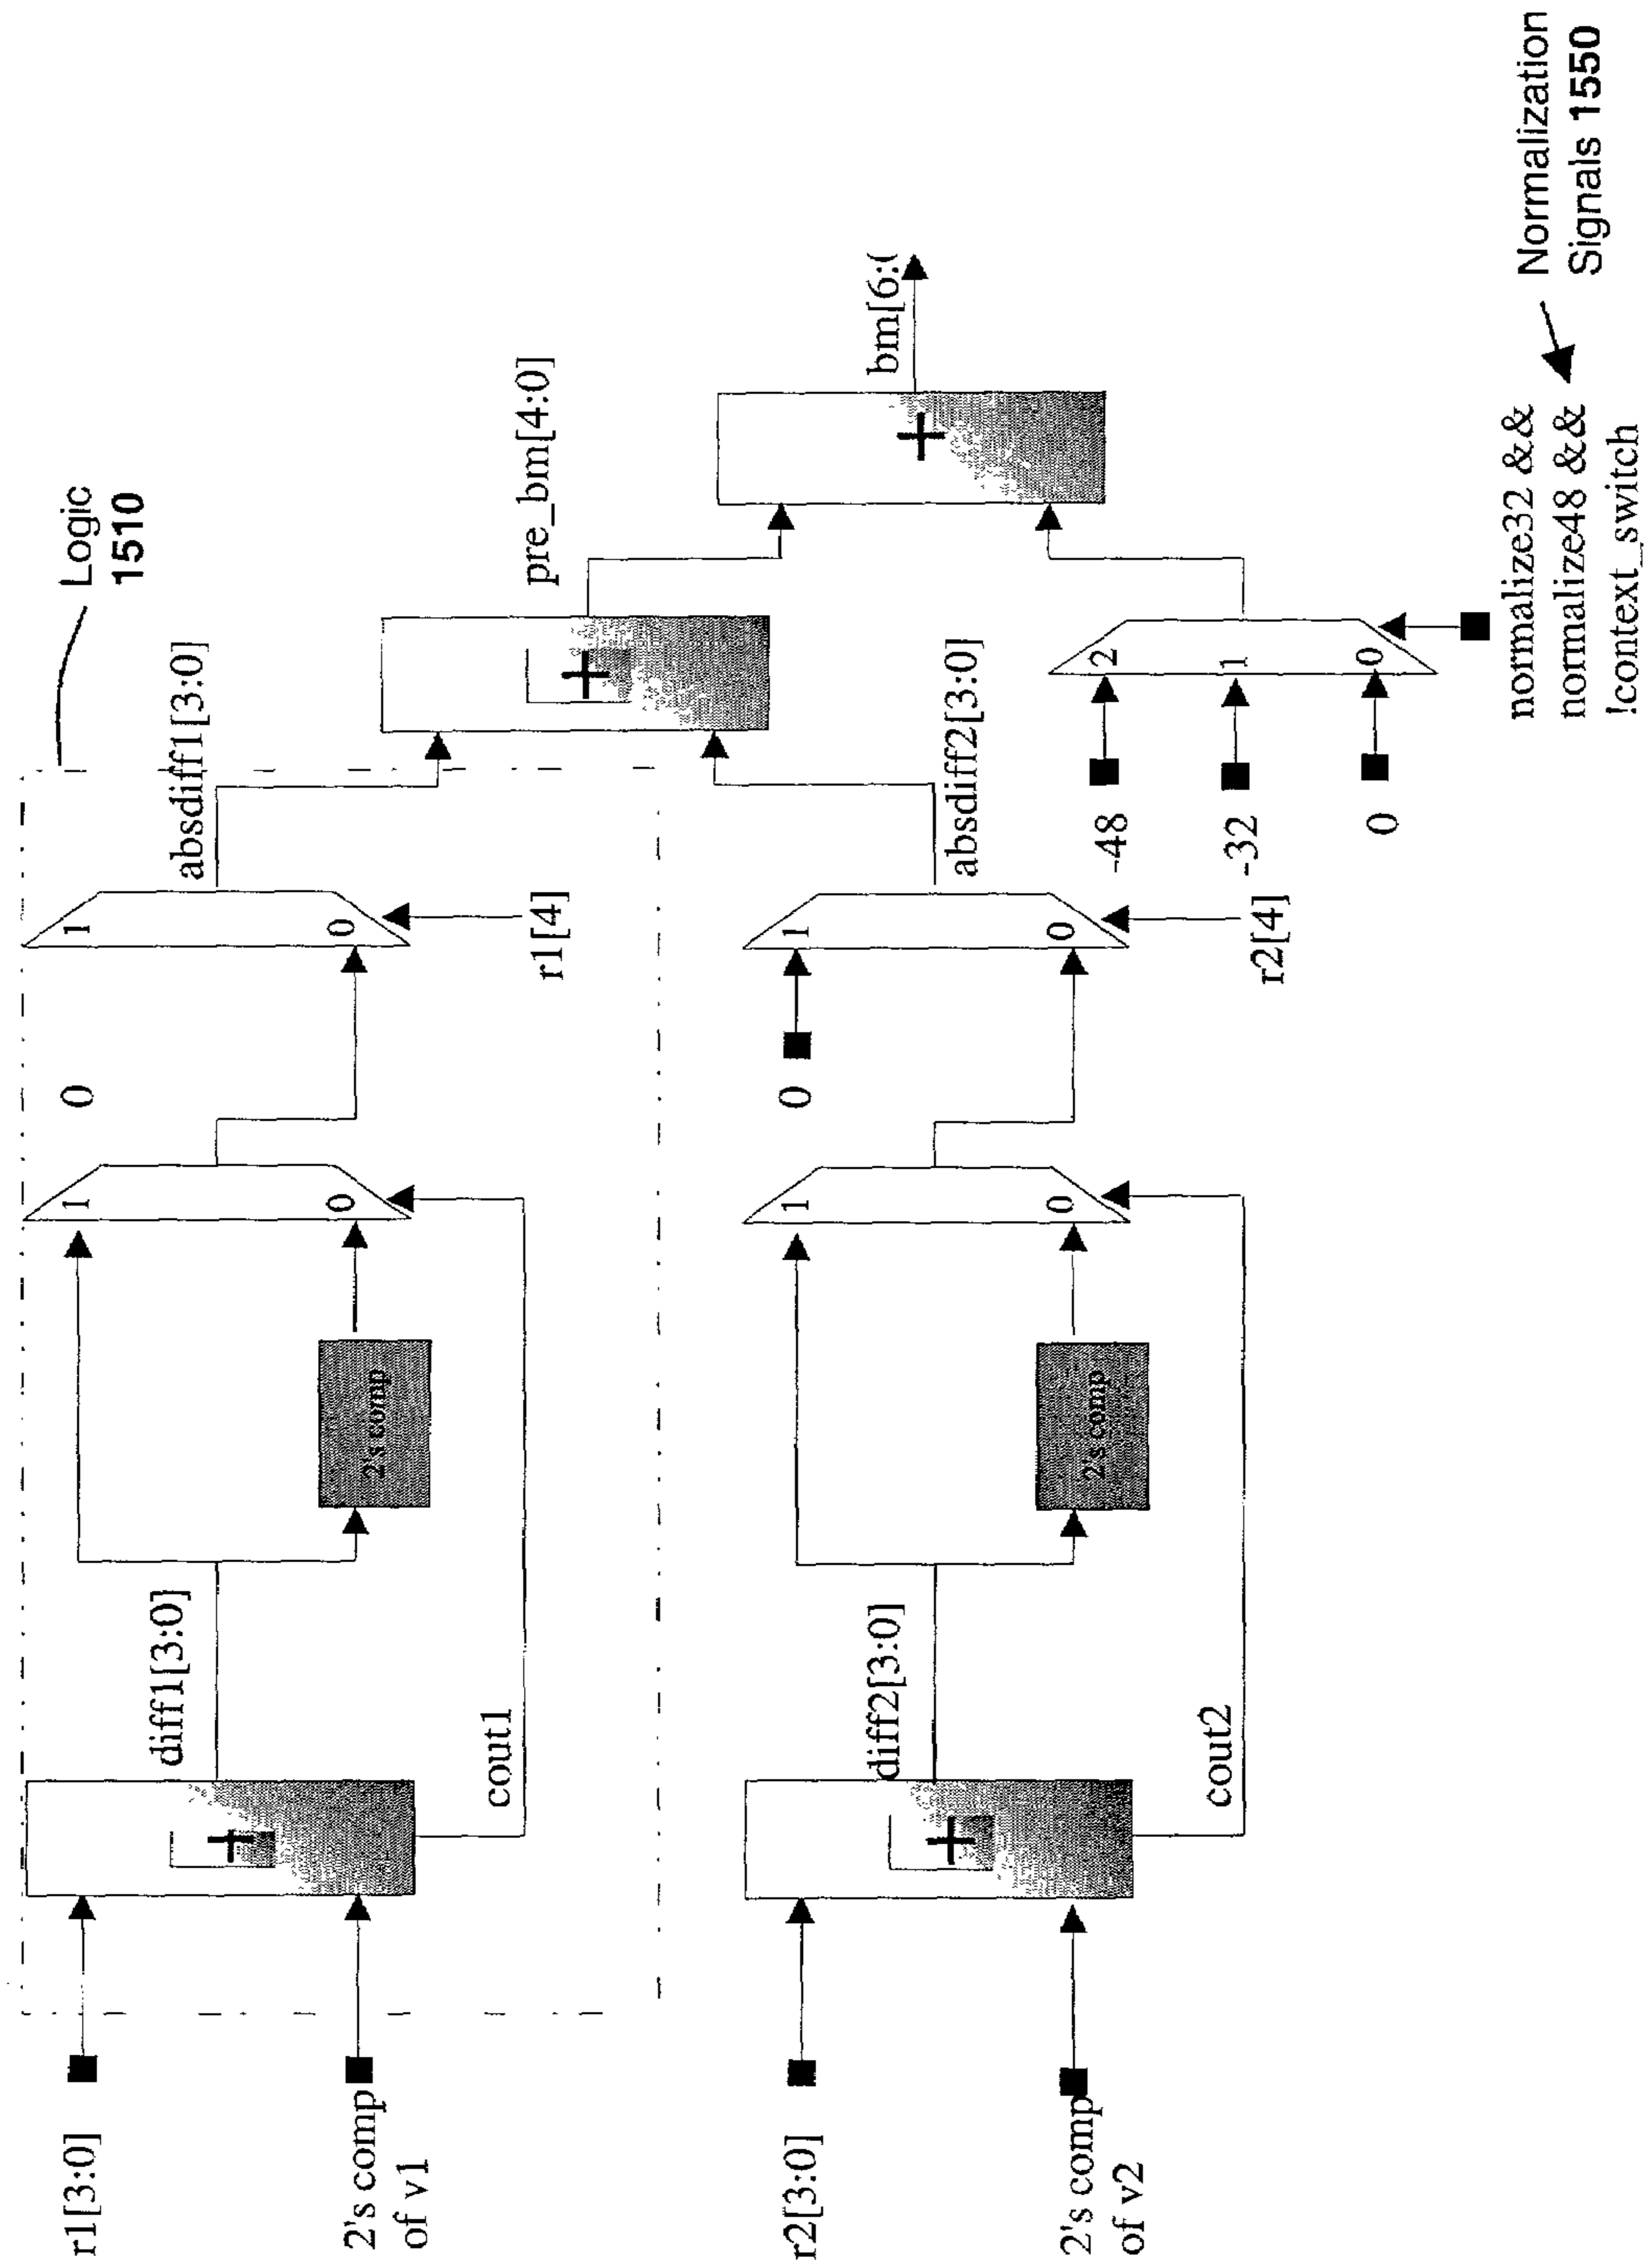 Logic
1510
r1[3:0]
2's comp
of v1
diff1[3:0]
cout1
+
2's comp
1
0
0
1
0
r1[4]
absdiff1[3:0]
+
pre_bm[4:0]
r2[3:0]
2's comp
of v2
diff2[3:0]
cout2
+
2's comp
1
0
0
1
0
r2[4]
absdiff2[3:0]
+
bm[6:(
-48
-32
0
2
1
0
normalize32 &&
normalize48 &&
!context_switch
Normalization
Signals 1550